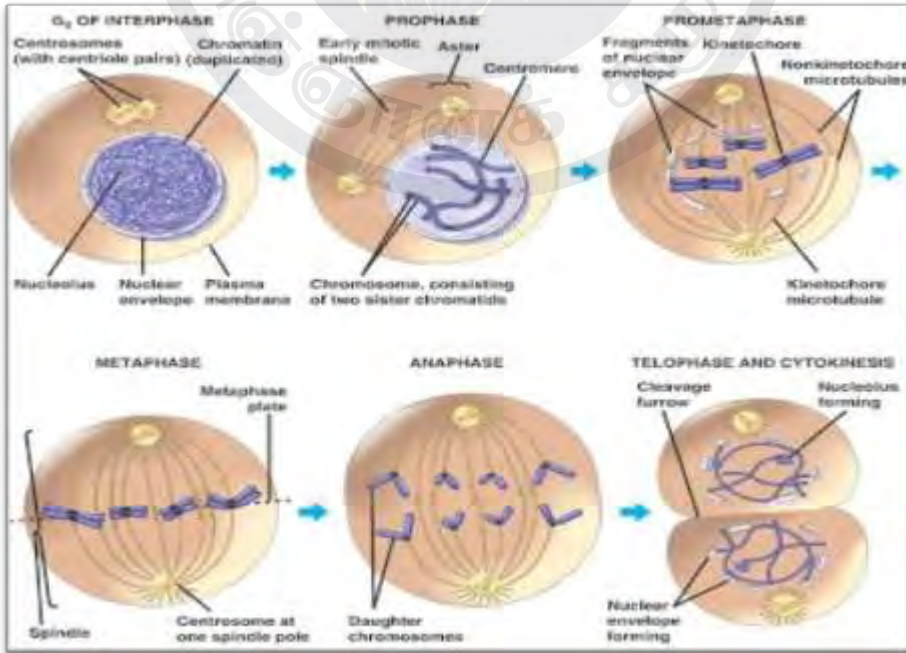 G₂ OF INTERPHASE
PROPHASE
PROMETAPHASE
Centrosomes
(with centriole pairs)
Chromatin
(duplicated)
Early mitotic
spindle
Aster
Centromere
Fragments
of nuclear
envelope
Kinetochore
Nonkinetochore
microtubules
Nucleolus
Nuclear
envelope
Plasma
membrane
Chromosome, consisting
of two sister chromatids
Kinetochore
microtubule
METAPHASE
ANAPHASE
TELOPHASE AND CYTOKINESIS
Metaphase
plate
Cleavage
furrow
Nucleolus
forming
Spindle
Centrosome at
one spindle pole
Daughter
chromosomes
Nuclear
envelope
forming